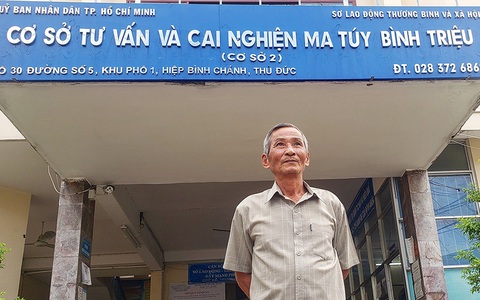 ỦY BAN NHÂN DÂN TP. HỒ CHÍ MINH
SỞ LAO ĐỘNG THƯƠNG BINH VÀ XÃ HỘ
CƠ SỞ TƯ VẤN VÀ CAI NGHIỆN MA TÚY BÌNH TRIỆU
(CƠ SỞ 2)
30 ĐƯỜNG SỐ 5, KHU PHỐ 1, HIỆP BÌNH CHÁNH, THỦ ĐỨC
ĐT. 028 372 686